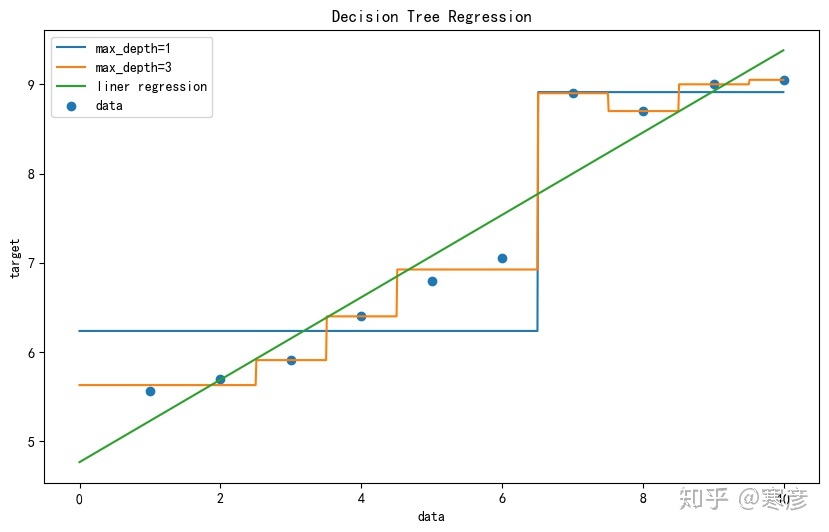 Decision Tree Regression
max_depth=1
max_depth=3
liner regression
data
9
8
7
6
5
target
0 2 4 6 8 10
data
知乎 @寒彦